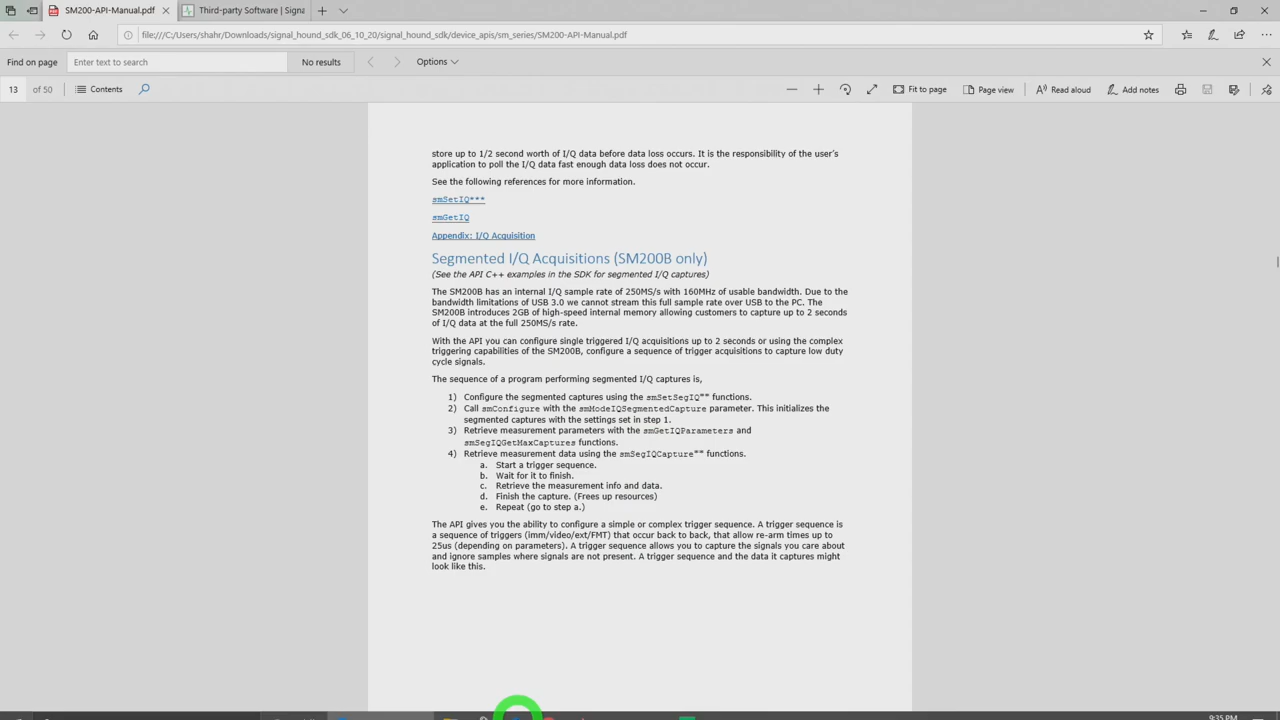 SM200-API-Manual.pdf
Third-party Software | Signa
file:///C:/Users/shahr/Downloads/signal_hound_sdk_06_10_20/signal_hound_sdk/device_apis/sm_series/SM200-API-Manual.pdf
Find on page
Enter text to search
No results
Options
13 of 50
Contents
Fit to page
Page view
Read aloud
Add notes
store up to 1/2 second worth of I/Q data before data loss occurs. It is the responsibility of the user's
application to poll the I/Q data fast enough data loss does not occur.
See the following references for more information.
smSetIQ***
smGetIQ
Appendix: I/Q Acquisition
Segmented I/Q Acquisitions (SM200B only)
(See the API C++ examples in the SDK for segmented I/Q captures)
The SM200B has an internal I/Q sample rate of 250MS/s with 160MHz of usable bandwidth. Due to the
bandwidth limitations of USB 3.0 we cannot stream this full sample rate over USB to the PC. The
SM200B introduces 2GB of high-speed internal memory allowing customers to capture up to 2 seconds
of I/Q data at the full 250MS/s rate.
With the API you can configure single triggered I/Q acquisitions up to 2 seconds or using the complex
triggering capabilities of the SM200B, configure a sequence of trigger acquisitions to capture low duty
cycle signals.
The sequence of a program performing segmented I/Q captures is,
1) Configure the segmented captures using the smSetSegIQ** functions.
2) Call smConfigure with the smModeIQSegmentedCapture parameter. This initializes the
segmented captures with the settings set in step 1.
3) Retrieve measurement parameters with the smGetIQParameters and
smSegIQGetMaxCaptures functions.
4) Retrieve measurement data using the smSegIQCapture** functions.
a. Start a trigger sequence.
b. Wait for it to finish.
c. Retrieve the measurement info and data.
d. Finish the capture. (Frees up resources)
e. Repeat (go to step a.)
The API gives you the ability to configure a simple or complex trigger sequence. A trigger sequence is
a sequence of triggers (imm/video/ext/FMT) that occur back to back, that allow re-arm times up to
25us (depending on parameters). A trigger sequence allows you to capture the signals you care about
and ignore samples where signals are not present. A trigger sequence and the data it captures might
look like this.
9:35 PM